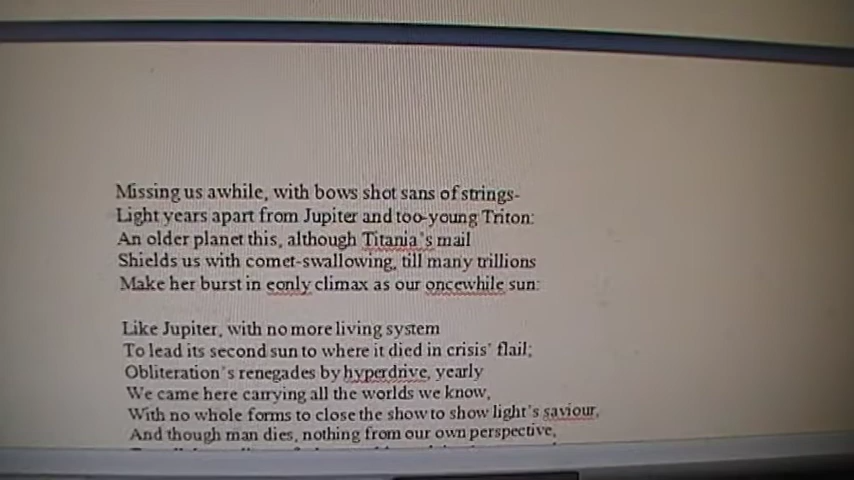 Missing us awhile, with bows shot sans of strings-
Light years apart from Jupiter and too-young Triton:
An older planet this, although Titania's mail
Shields us with comet-swallowing, till many trillions
Make her burst in eonly climax as our oncewhile sun:
Like Jupiter, with no more living system
To lead its second sun to where it died in crisis' flail;
Obliteration's renegades by hyperdrive, yearly
We came here carrying all the worlds we know,
With no whole forms to close the show to show light's saviour,
And though man dies, nothing from our own perspective,